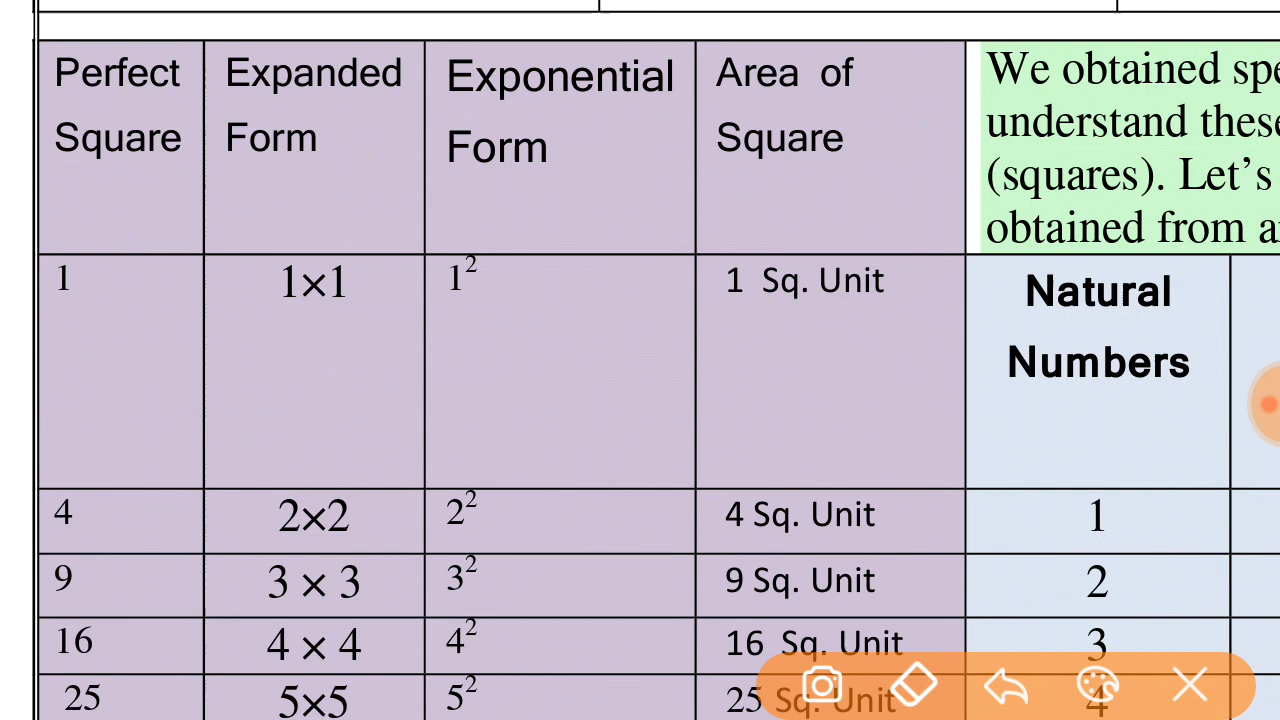 Perfect Square
Expanded Form
Exponential Form
Area of Square
We obtained spe
understand these
(squares). Let's
obtained from a
1
1×1
1²
1 Sq. Unit
Natural
Numbers
4
2×2
2²
4 Sq. Unit
1
9
3 × 3
3²
9 Sq. Unit
2
16
4 × 4
4²
16 Sq. Unit
3
25
5×5
5²
25 Sq. Unit
4